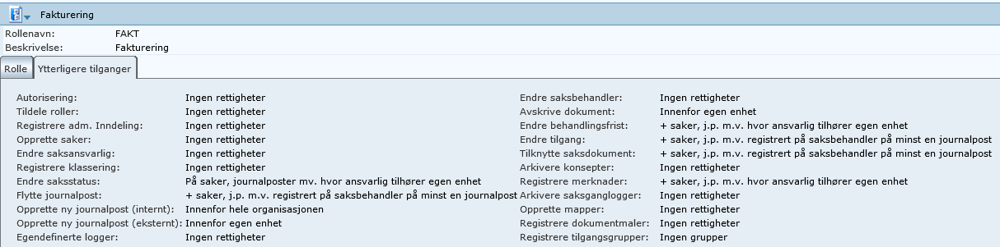 Fakturering
Rollenavn: FAKT
Beskrivelse: Fakturering
Rolle Ytterligere tilganger
Autorisering: Ingen rettigheter Endre saksbehandler: Ingen rettigheter
Tildele roller: Ingen rettigheter Avskrive dokument: Innenfor egen enhet
Registrere adm. Inndeling: Ingen rettigheter Endre behandlingsfrist: + saker, j.p. m.v. hvor ansvarlig tilhører egen enhet
Opprette saker: Ingen rettigheter Endre tilgang: + saker, j.p. m.v. registrert på saksbehandler på minst en journalpost
Endre saksansvarlig: Ingen rettigheter Tilknytte saksdokument: + saker, j.p. m.v. registrert på saksbehandler på minst en journalpost
Registrere klassering: Ingen rettigheter Arkivere konsepter: Ingen rettigheter
Endre saksstatus: På saker, journalposter mv. hvor ansvarlig tilhører egen enhet Registrere merknader: + saker, j.p. m.v. hvor ansvarlig tilhører egen enhet
Flytte journalpost: + saker, j.p. m.v. registrert på saksbehandler på minst en journalpost Arkivere saksganglogger: Ingen rettigheter
Opprette ny journalpost (internt): Innenfor hele organisasjonen Opprette mapper: Ingen rettigheter
Opprette ny journalpost (eksternt): Innenfor egen enhet Registrere dokumentmaler: Ingen rettigheter
Egendefinerte logger: Ingen rettigheter Registrere tilgangsgrupper: Ingen grupper